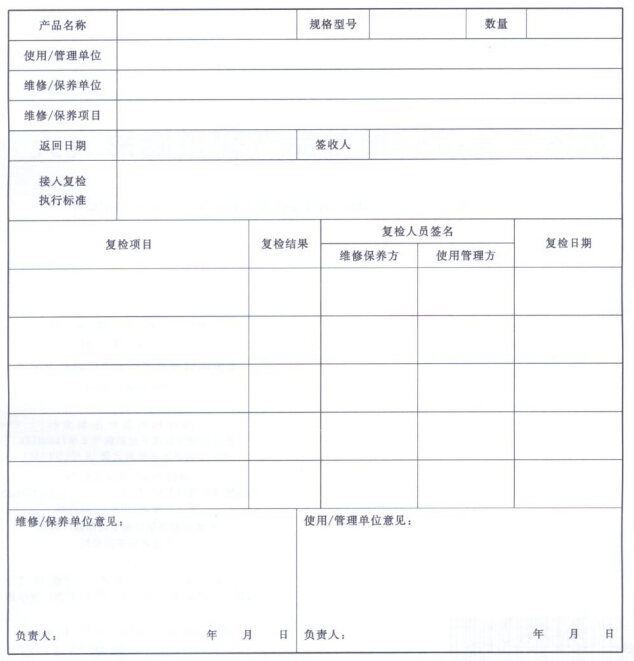 产品名称 规格型号 数量
使用/管理单位
维修/保养单位
维修/保养项目
返回日期 签收人
接入复检
执行标准
复检项目 复检结果 复检人员签名 复检日期
维修保养方 使用管理方
维修/保养单位意见： 使用/管理单位意见：
负责人： 年 月 日 负责人： 年 月 日